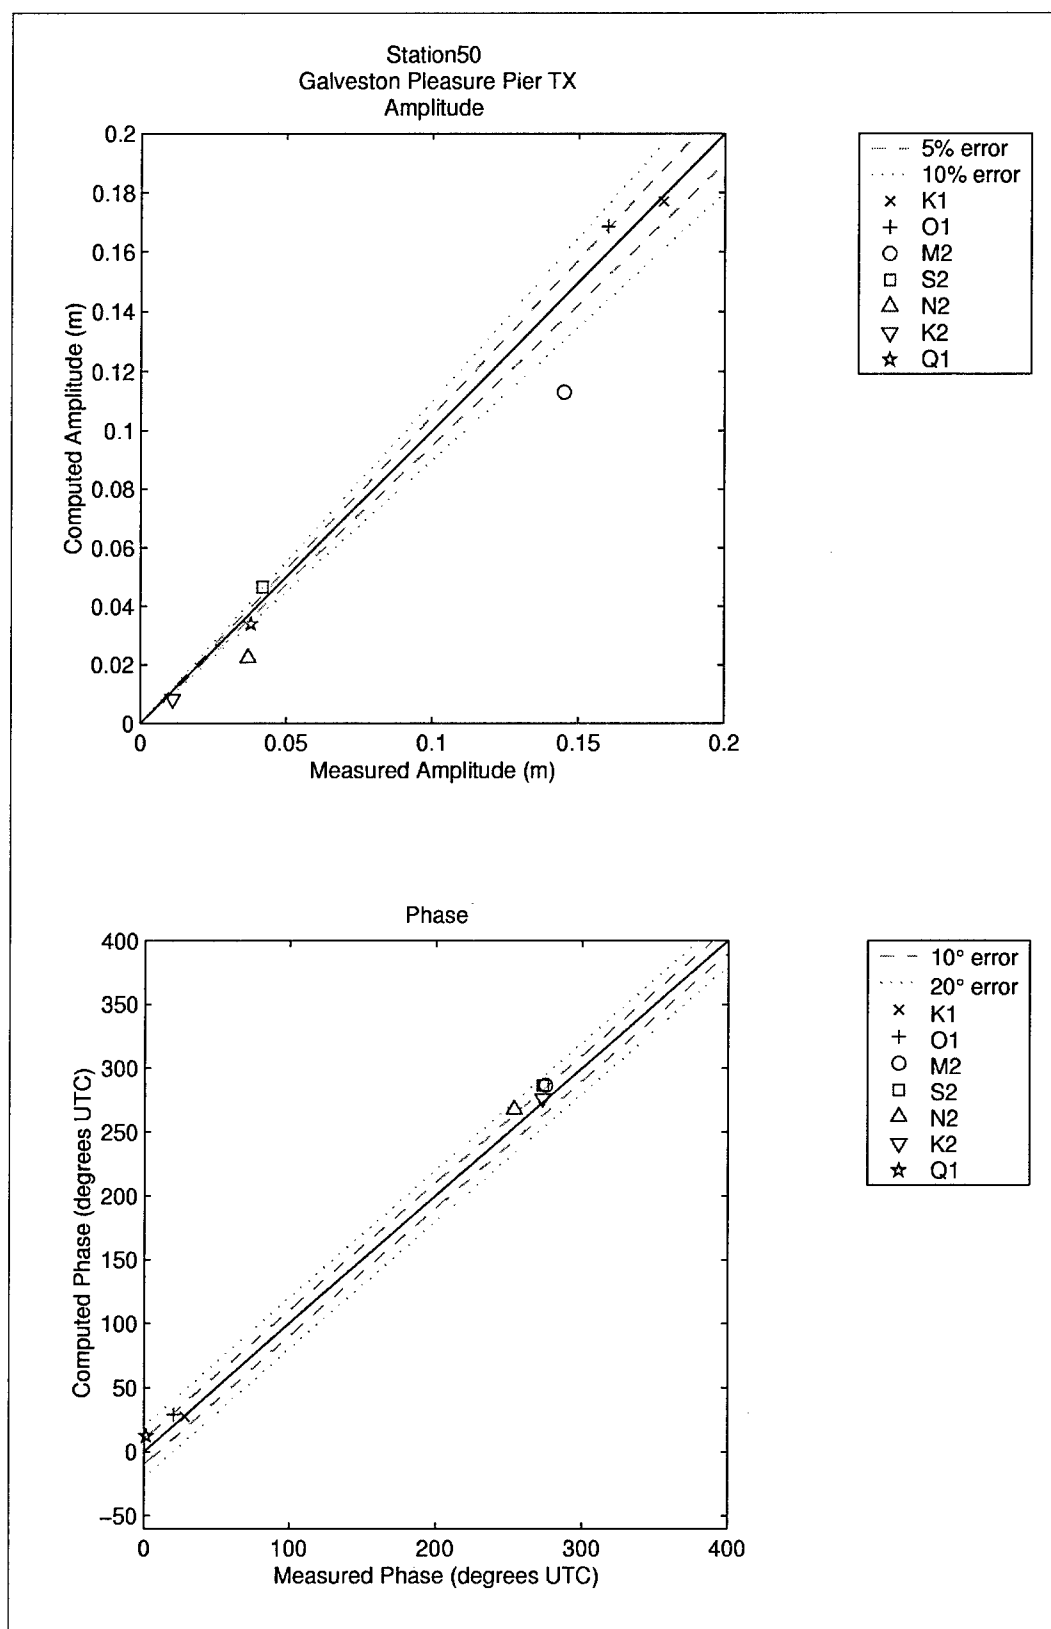 Station50
Galveston Pleasure Pier TX
Amplitude
0.2
0.18
0.16
0.14
0.12
0.1
0.08
0.06
0.04
0.02
0
Computed Amplitude (m)
0 0.05 0.1 0.15 0.2
Measured Amplitude (m)
5% error
10% error
K1
O1
M2
S2
N2
K2
Q1
Phase
400
350
300
250
200
150
100
50
0
−50
Computed Phase (degrees UTC)
0 100 200 300 400
Measured Phase (degrees UTC)
10° error
20° error
K1
O1
M2
S2
N2
K2
Q1